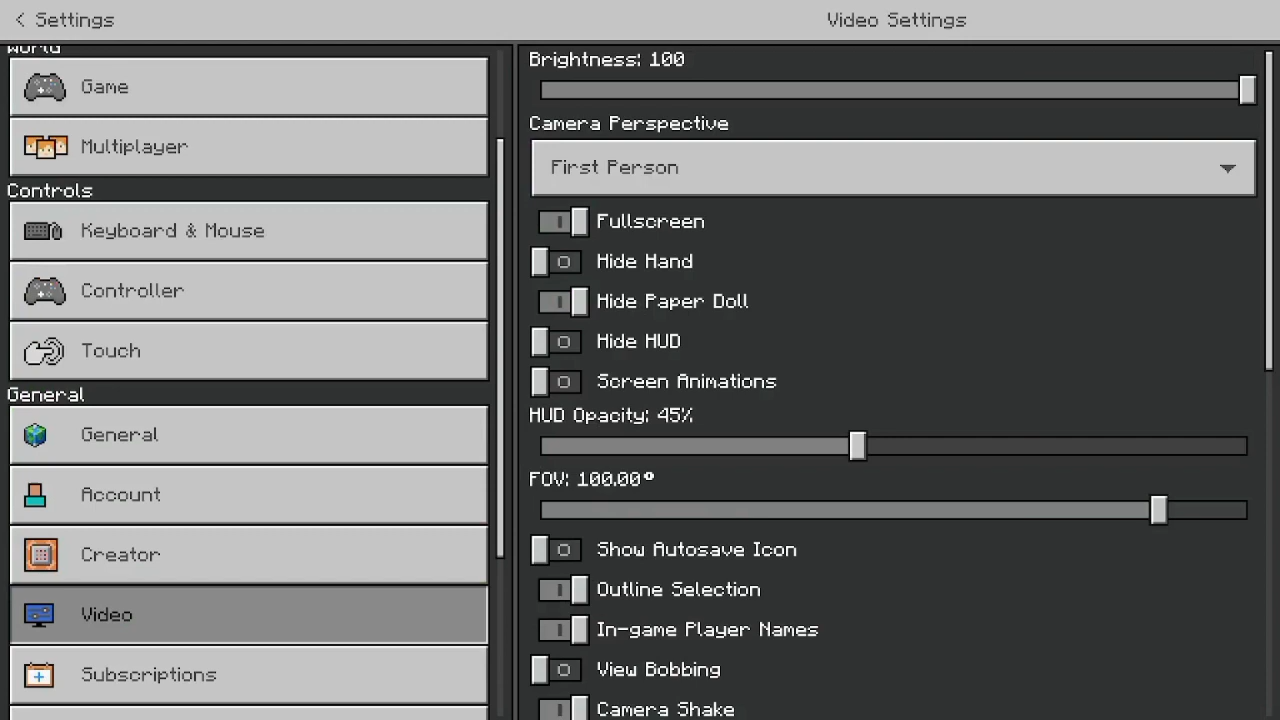 Settings
Video Settings
World
Game
Multiplayer
Controls
Keyboard & Mouse
Controller
Touch
General
General
Account
Creator
Video
Subscriptions
Brightness: 100
Camera Perspective
First Person
Fullscreen
Hide Hand
Hide Paper Doll
Hide HUD
Screen Animations
HUD Opacity: 45%
FOV: 100.00°
Show Autosave Icon
Outline Selection
In-game Player Names
View Bobbing
Camera Shake